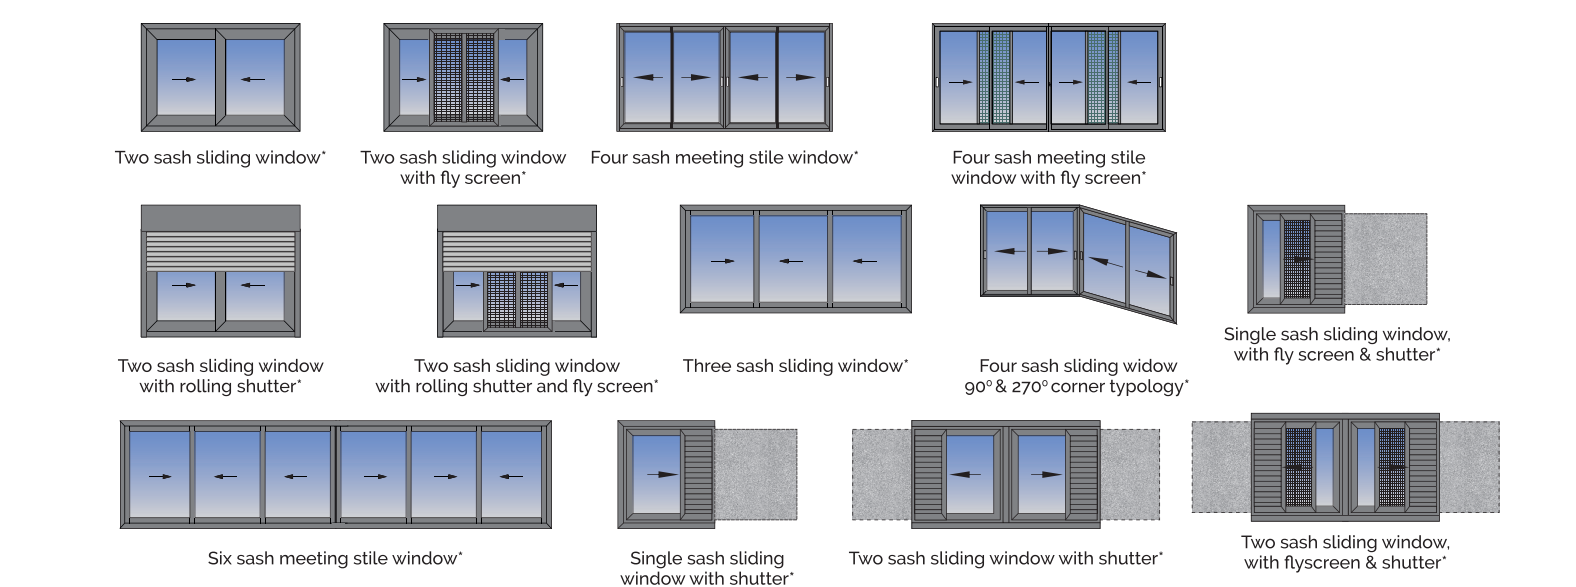 Two sash sliding window*
Two sash sliding window
with fly screen*
Four sash meeting stile window*
Four sash meeting stile
window with fly screen*
Two sash sliding window
with rolling shutter*
Two sash sliding window
with rolling shutter and fly screen*
Three sash sliding window*
Four sash sliding widow
90° & 270° corner typology*
Single sash sliding window,
with fly screen & shutter*
Six sash meeting stile window*
Single sash sliding
window with shutter*
Two sash sliding window with shutter*
Two sash sliding window,
with flyscreen & shutter*